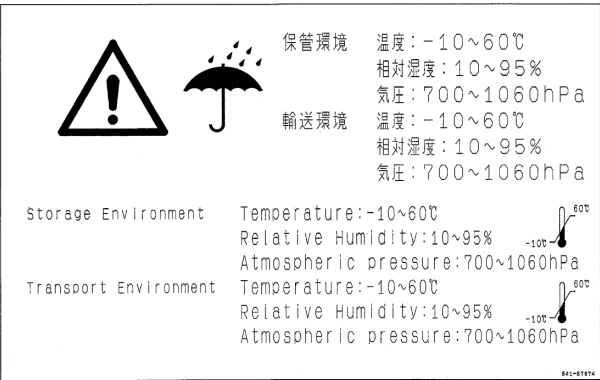 保管環境 温度：-10~60℃
相対湿度：10~95%
気圧：700~1060hPa
輸送環境 温度：-10~60℃
相対湿度：10~95%
気圧：700~1060hPa
Storage Environment Temperature:-10~60℃
60℃
Relative Humidity:10~95%
-10℃
Atmospheric pressure:700~1060hPa
Transport Environment Temperature:-10~60℃
60℃
Relative Humidity:10~95%
-10℃
Atmospheric pressure:700~1060hPa
541-57574